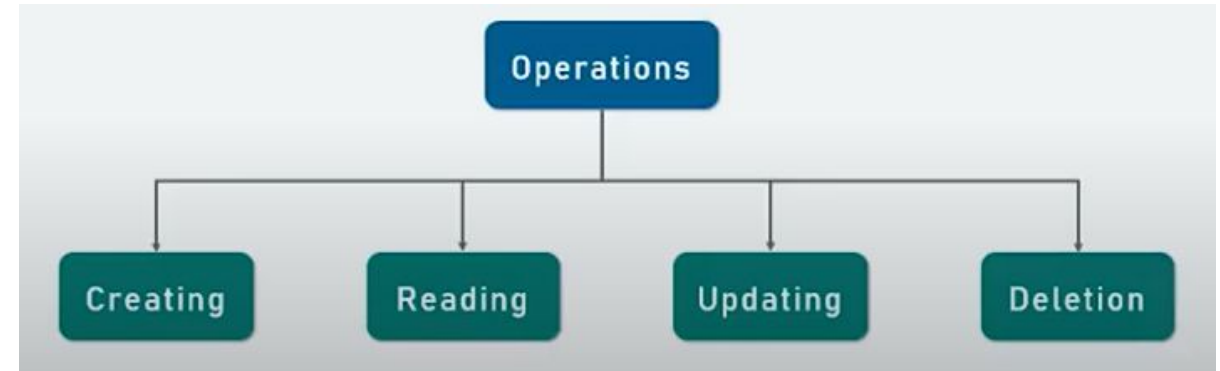 Operations
Creating
Reading
Updating
Deletion